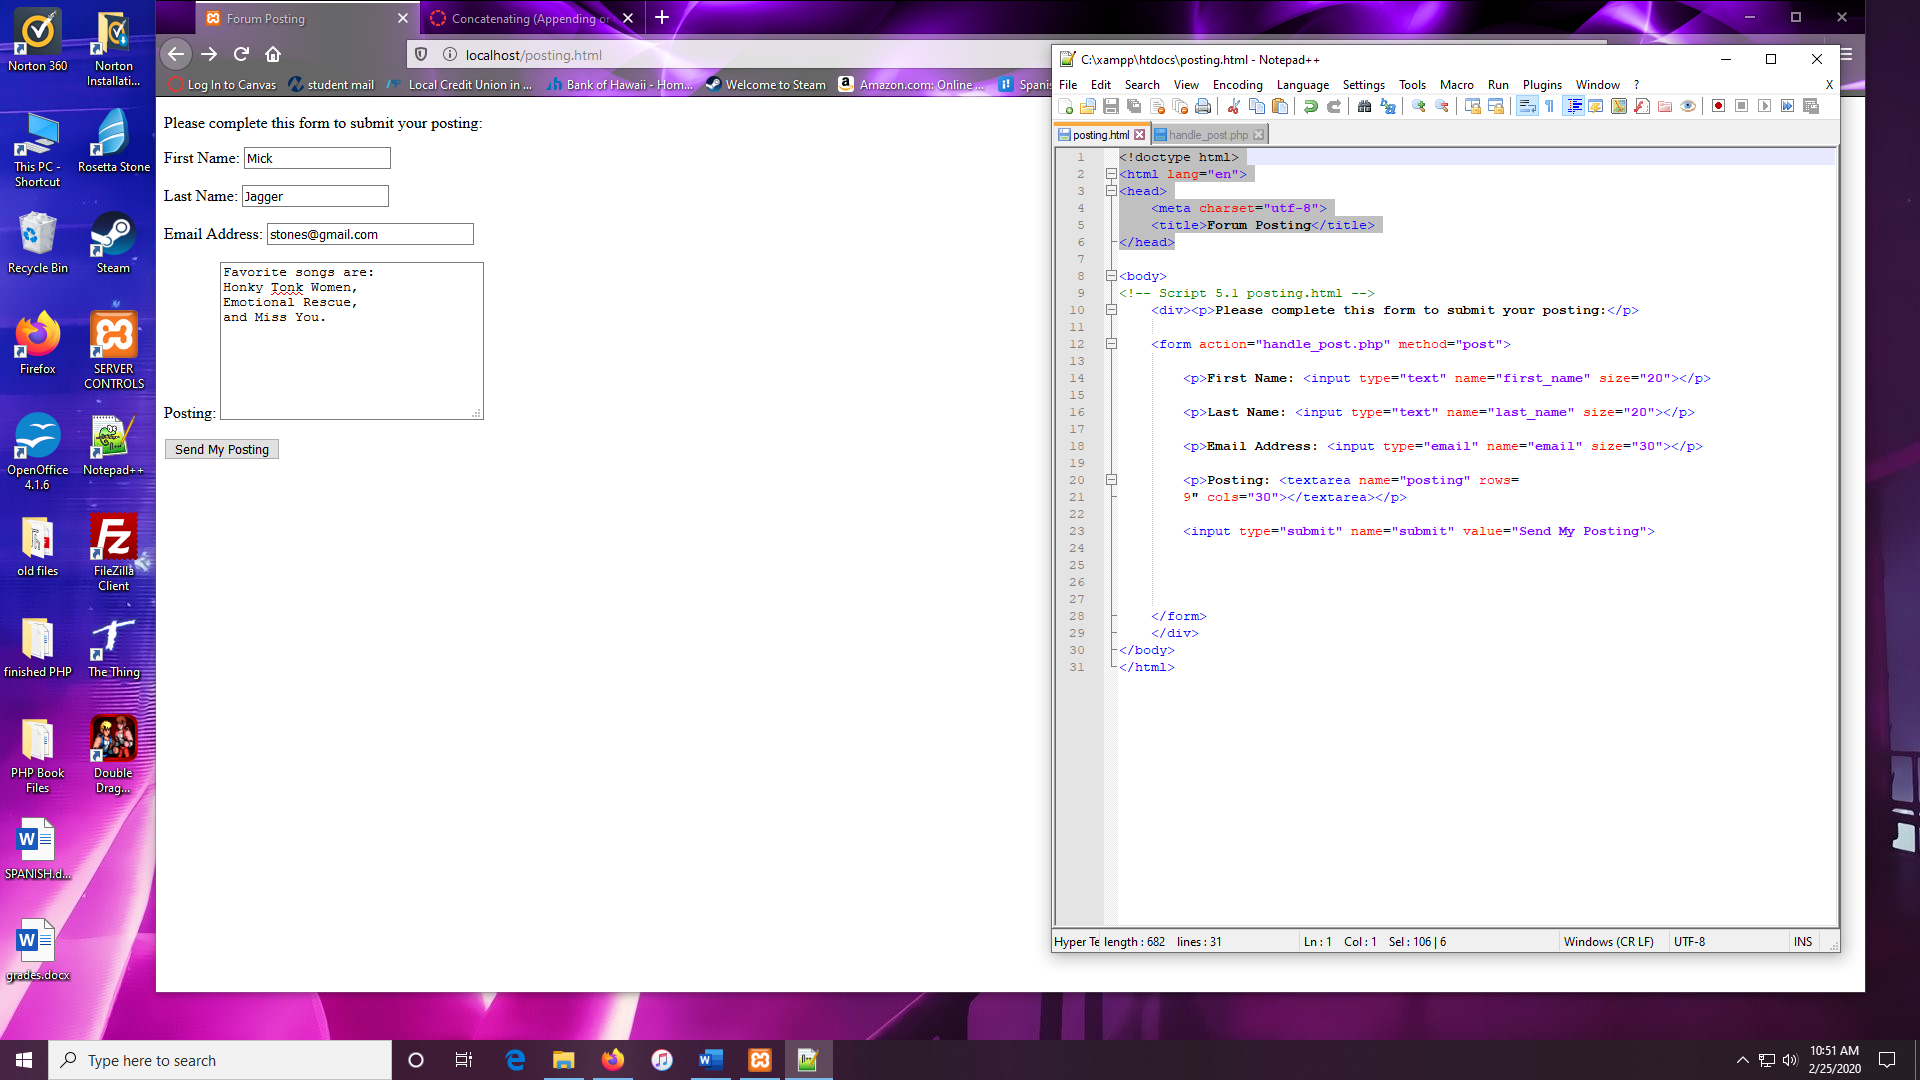 Norton 360
Norton Installati...
This PC - Shortcut
Rosetta Stone
Recycle Bin
Steam
Firefox
SERVER CONTROLS
OpenOffice 4.1.6
Notepad++
old files
FileZilla Client
finished PHP
The Thing
PHP Book Files
Double Drag...
SPANISH.d...
grades.docx
Forum Posting
Concatenating (Appending or
localhost/posting.html
Log In to Canvas
student mail
Local Credit Union in ...
Bank of Hawaii - Hom...
Welcome to Steam
Amazon.com: Online ...
Spanis
Please complete this form to submit your posting:
First Name: Mick
Last Name: Jagger
Email Address: stones@gmail.com
Favorite songs are:
Honky Tonk Women,
Emotional Rescue,
and Miss You.
Posting:
Send My Posting
C:\xampp\htdocs\posting.html - Notepad++
File Edit Search View Encoding Language Settings Tools Macro Run Plugins Window ? X
posting.html handle_post.php
1 <!doctype html>
2 <html lang="en">
3 <head>
4 <meta charset="utf-8">
5 <title>Forum Posting</title>
6 </head>
7
8 <body>
9 <!-- Script 5.1 posting.html -->
10 <div><p>Please complete this form to submit your posting:</p>
11
12 <form action="handle_post.php" method="post">
13
14 <p>First Name: <input type="text" name="first_name" size="20"></p>
15
16 <p>Last Name: <input type="text" name="last_name" size="20"></p>
17
18 <p>Email Address: <input type="email" name="email" size="30"></p>
19
20 <p>Posting: <textarea name="posting" rows=
21 9" cols="30"></textarea></p>
22
23 <input type="submit" name="submit" value="Send My Posting">
24
25
26
27
28 </form>
29 </div>
30 </body>
31 </html>
Hyper Te length : 682 lines : 31 Ln : 1 Col : 1 Sel : 106 | 6 Windows (CR LF) UTF-8 INS
Type here to search
10:51 AM
2/25/2020